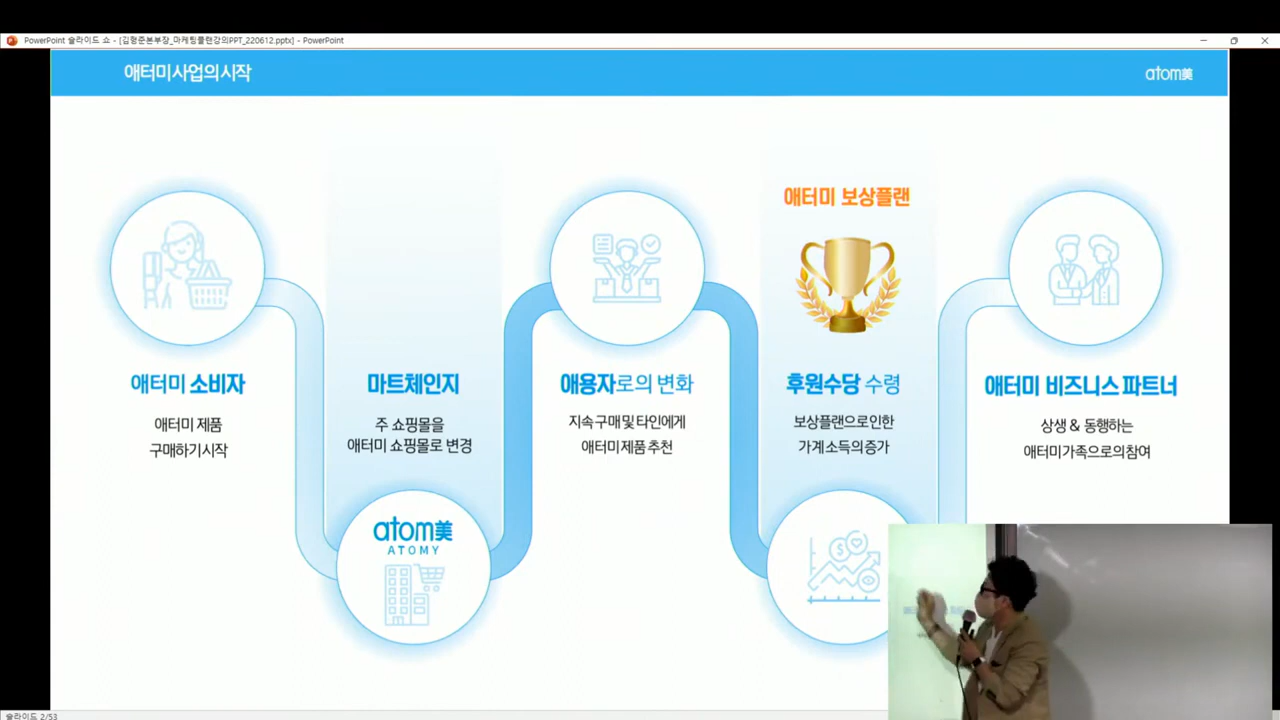 PowerPoint 슬라이드 쇼 - [김형준본부장_마케팅플랜강의PPT_220612.pptx] - PowerPoint
애터미사업의시작
atom美
애터미 소비자
애터미 제품
구매하기시작
마트체인지
주 쇼핑몰을
애터미 쇼핑몰로 변경
atom美
ATOMY
애용자로의 변화
지속구매및타인에게
애터미제품추천
애터미 보상플랜
후원수당 수령
보상플랜으로인한
가계소득의증가
애터미 비즈니스파트너
상생 & 동행하는
애터미가족으로의참여
슬라이드 2/53